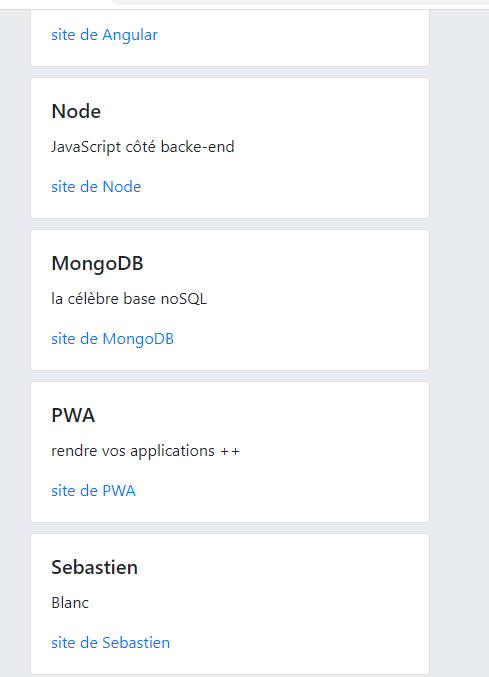 site de Angular
Node
JavaScript côté backe-end
site de Node
MongoDB
la célèbre base noSQL
site de MongoDB
PWA
rendre vos applications ++
site de PWA
Sebastien
Blanc
site de Sebastien